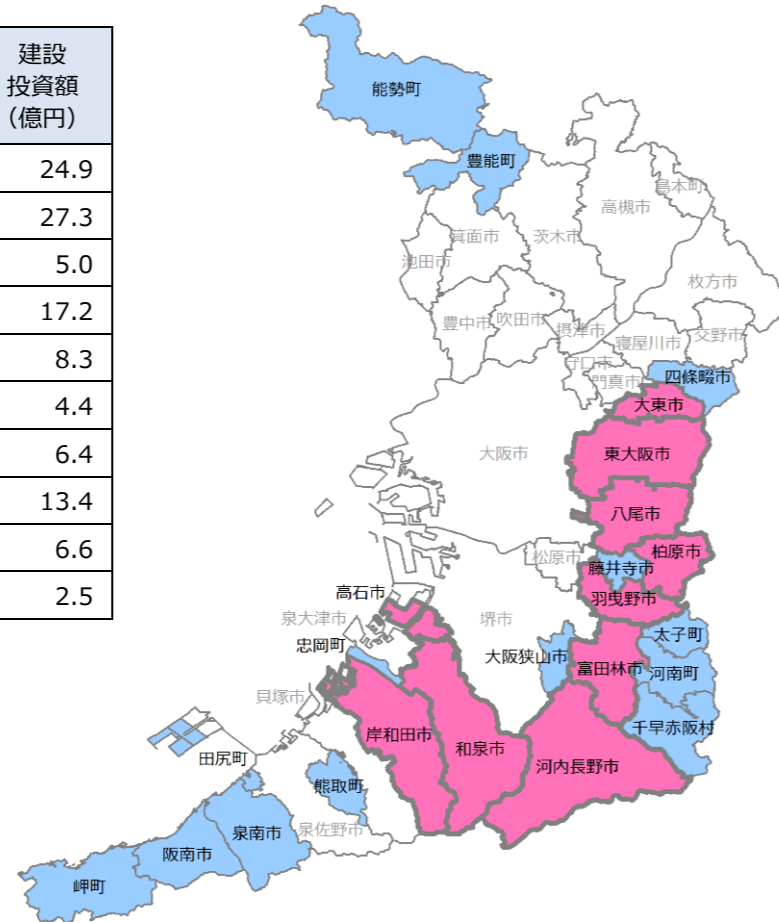 建設
投資額
（億円）
24.9
27.3
5.0
17.2
8.3
4.4
6.4
13.4
6.6
2.5
能勢町
豊能町
島本町
高槻市
箕面市
茨木市
池田市
枚方市
豊中市
吹田市
摂津市
寝屋川市
交野市
守口市
門真市
四條畷市
大東市
大阪市
東大阪市
八尾市
松原市
柏原市
藤井寺市
羽曳野市
高石市
泉大津市
堺市
太子町
忠岡町
大阪狭山市
富田林市
河南町
貝塚市
千早赤阪村
岸和田市
和泉市
河内長野市
田尻町
熊取町
泉佐野市
泉南市
阪南市
岬町